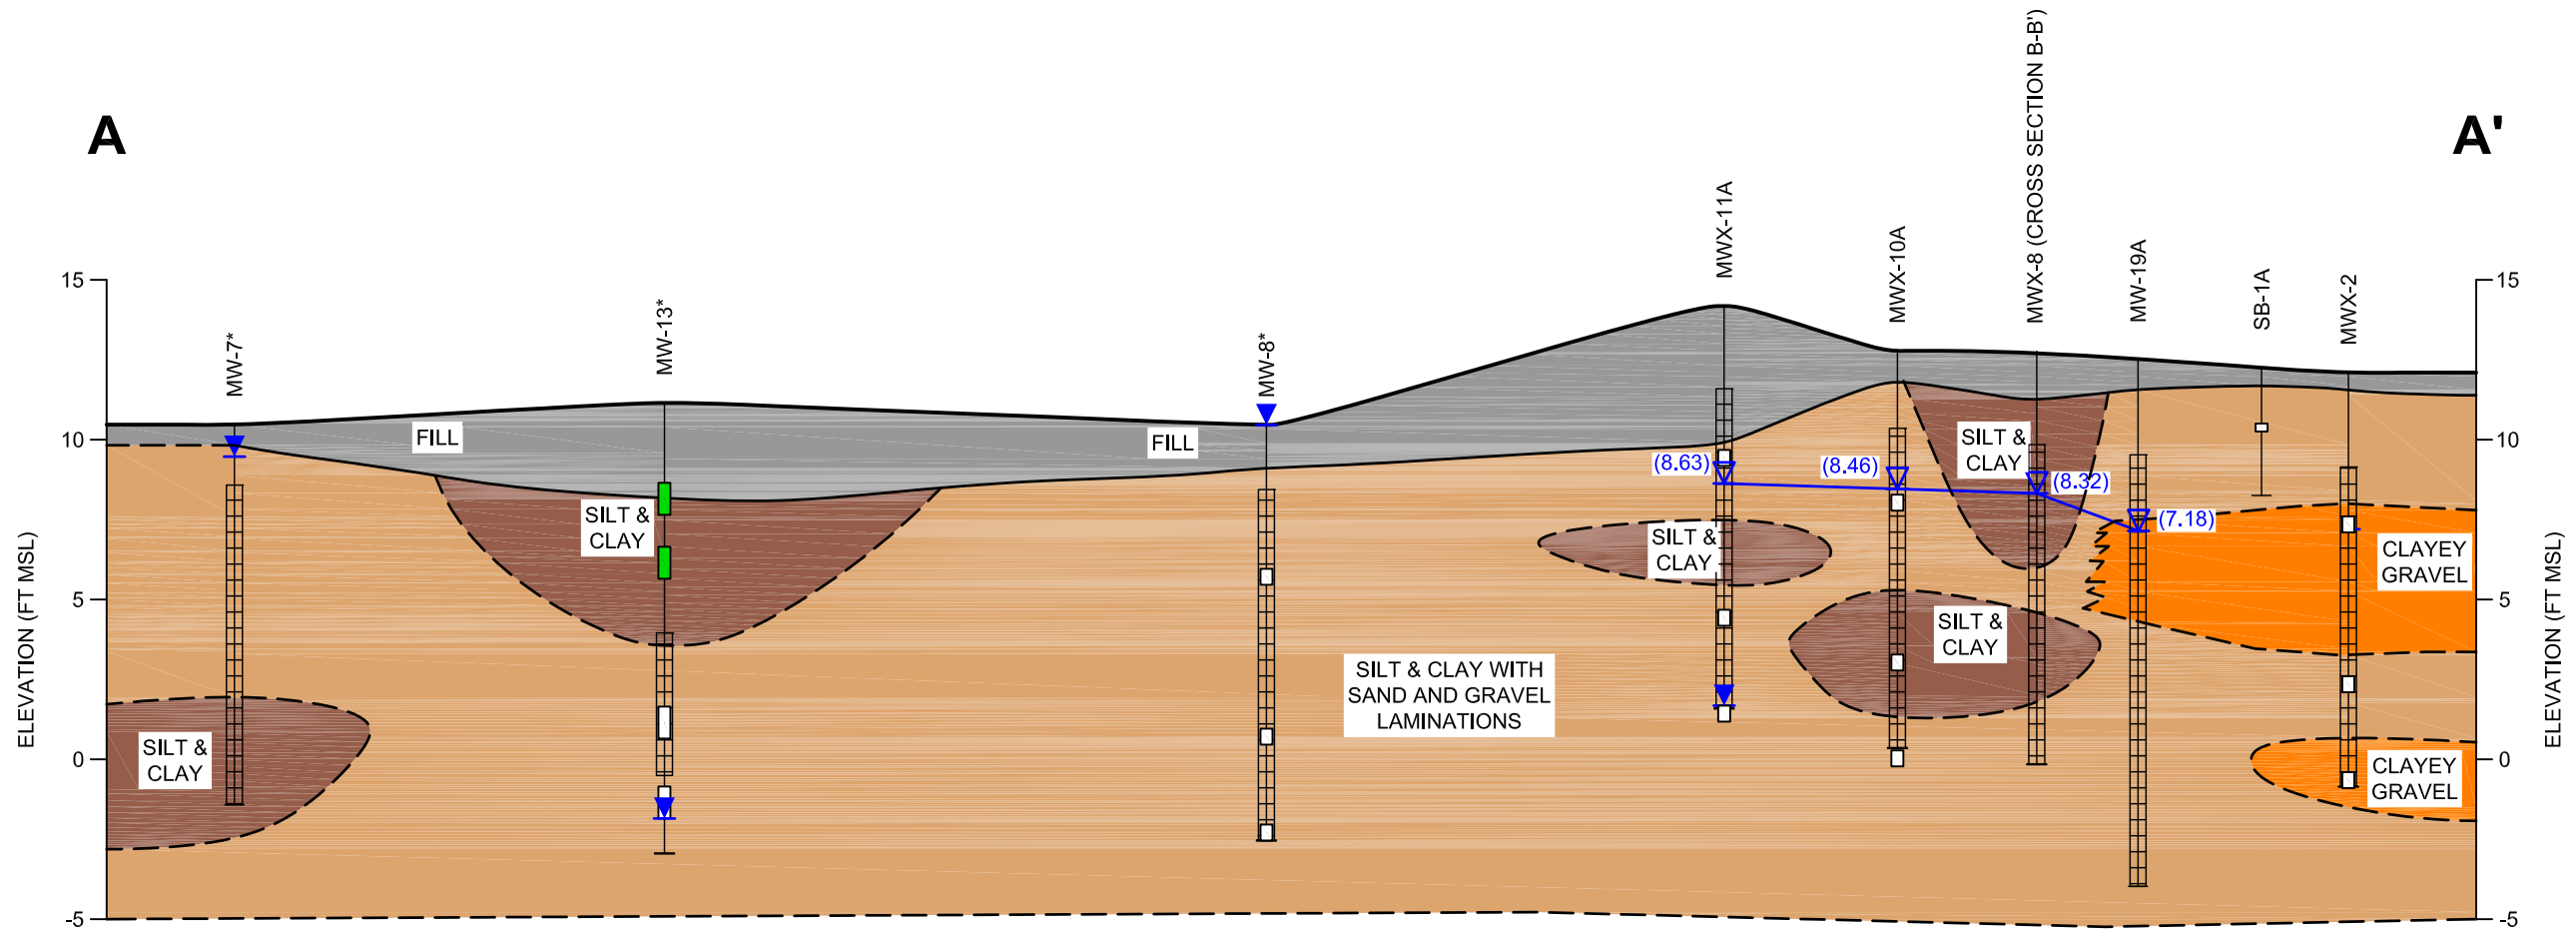 A
A'
MW-7*
MW-13*
MW-8*
MWX-11A
MWX-10A
MWX-8 (CROSS SECTION B-B')
MW-19A
SB-1A
MWX-2
15
10
5
0
-5
ELEVATION (FT MSL)
FILL
FILL
SILT &
CLAY
SILT &
CLAY
SILT & CLAY WITH
SAND AND GRAVEL
LAMINATIONS
(8.63)
(8.46)
(8.32)
(7.18)
SILT &
CLAY
SILT &
CLAY
SILT &
CLAY
CLAYEY
GRAVEL
CLAYEY
GRAVEL
15
10
5
0
-5
ELEVATION (FT MSL)